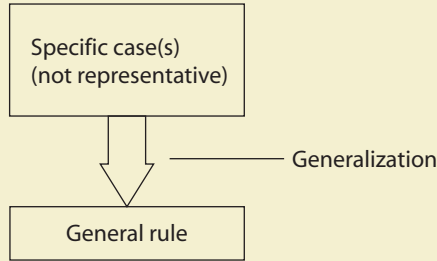 Specific case(s)
(not representative)
Generalization
General rule